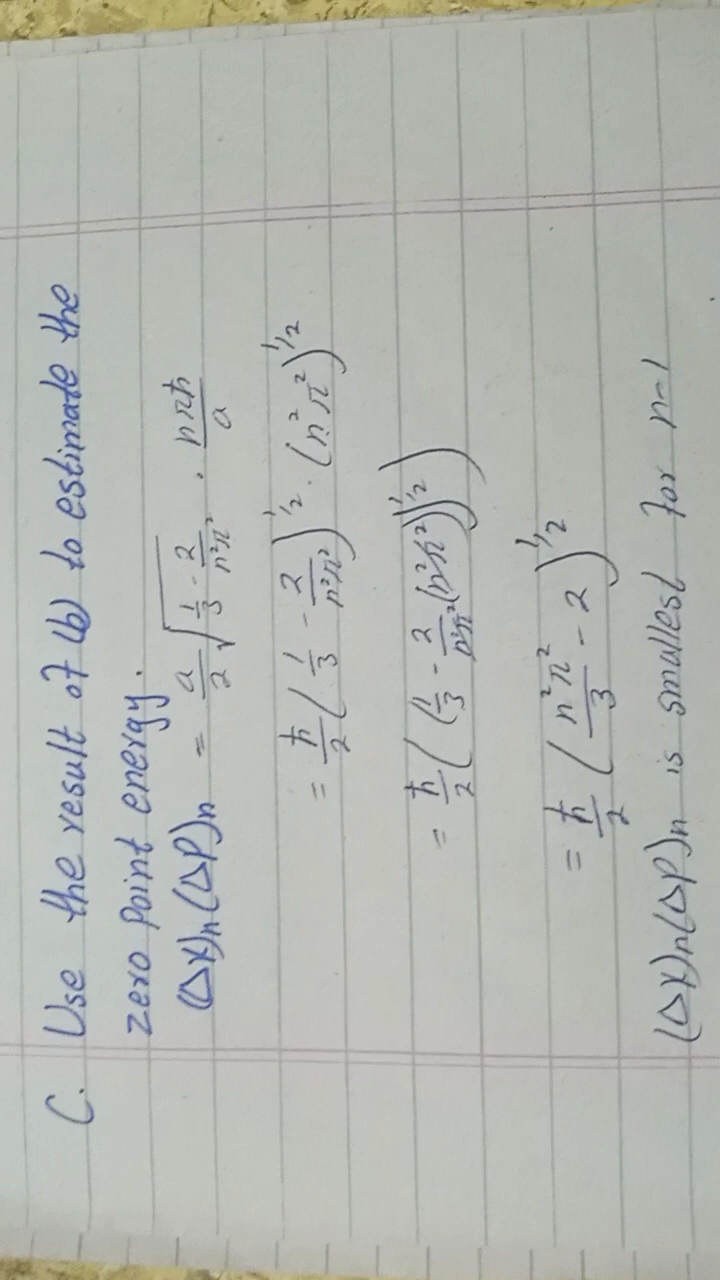 C. Use the result of (b) to estimate the
zero point energy.
(Δx)n(ΔP)n = a/2 √(1/3 - 2/n²π²) . nπħ/a
= ħ/2 (1/3 - 2/n²π²)^1/2 . (n²π²)^1/2
= ħ/2 ((1/3 - 2/n²π²(n²π²))^1/2)
= ħ/2 (n²π²/3 - 2)^1/2
(Δx)n(ΔP)n is smallest for n=1